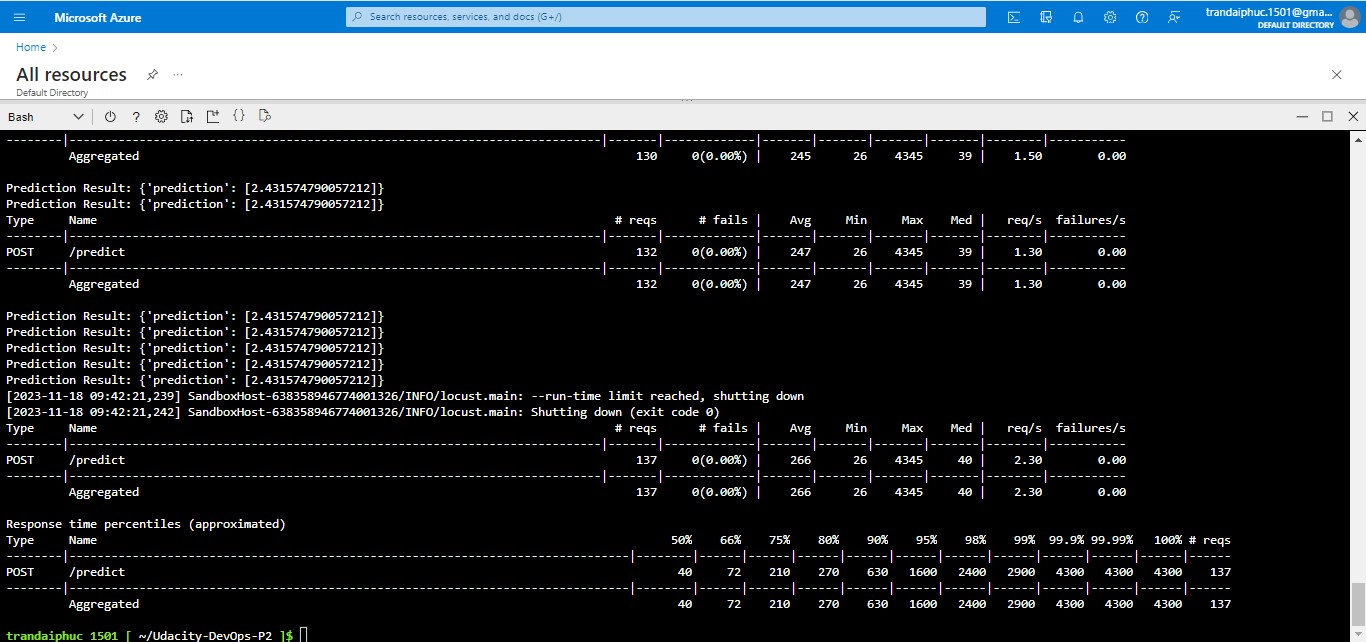 Microsoft Azure
Search resources, services, and docs (G+/)
trandaiphuc.1501@gma...
DEFAULT DIRECTORY
Home >
All resources
...
Default Directory
Bash
--------|--------------------------------------------------------------------------|-------|-------------|-------|-------|-------|-------|--------|-----------
Aggregated 130 0(0.00%) | 245 26 4345 39 | 1.50 0.00
Prediction Result: {'prediction': [2.431574790057212]}
Prediction Result: {'prediction': [2.431574790057212]}
Type Name # reqs # fails | Avg Min Max Med | req/s failures/s
--------|--------------------------------------------------------------------------|-------|-------------|-------|-------|-------|-------|--------|-----------
POST /predict 132 0(0.00%) | 247 26 4345 39 | 1.30 0.00
--------|--------------------------------------------------------------------------|-------|-------------|-------|-------|-------|-------|--------|-----------
Aggregated 132 0(0.00%) | 247 26 4345 39 | 1.30 0.00
Prediction Result: {'prediction': [2.431574790057212]}
Prediction Result: {'prediction': [2.431574790057212]}
Prediction Result: {'prediction': [2.431574790057212]}
Prediction Result: {'prediction': [2.431574790057212]}
Prediction Result: {'prediction': [2.431574790057212]}
[2023-11-18 09:42:21,239] SandboxHost-638358946774001326/INFO/locust.main: --run-time limit reached, shutting down
[2023-11-18 09:42:21,242] SandboxHost-638358946774001326/INFO/locust.main: Shutting down (exit code 0)
Type Name # reqs # fails | Avg Min Max Med | req/s failures/s
--------|--------------------------------------------------------------------------|-------|-------------|-------|-------|-------|-------|--------|-----------
POST /predict 137 0(0.00%) | 266 26 4345 40 | 2.30 0.00
--------|--------------------------------------------------------------------------|-------|-------------|-------|-------|-------|-------|--------|-----------
Aggregated 137 0(0.00%) | 266 26 4345 40 | 2.30 0.00
Response time percentiles (approximated)
Type Name 50% 66% 75% 80% 90% 95% 98% 99% 99.9% 99.99% 100% # reqs
--------|--------------------------------------------------------------------------------|--------|------|------|------|------|------|------|------|------|------|------|------
POST /predict 40 72 210 270 630 1600 2400 2900 4300 4300 4300 137
--------|--------------------------------------------------------------------------------|--------|------|------|------|------|------|------|------|------|------|------|------
Aggregated 40 72 210 270 630 1600 2400 2900 4300 4300 4300 137
trandaiphuc_1501 [ ~/Udacity-DevOps-P2 ]$